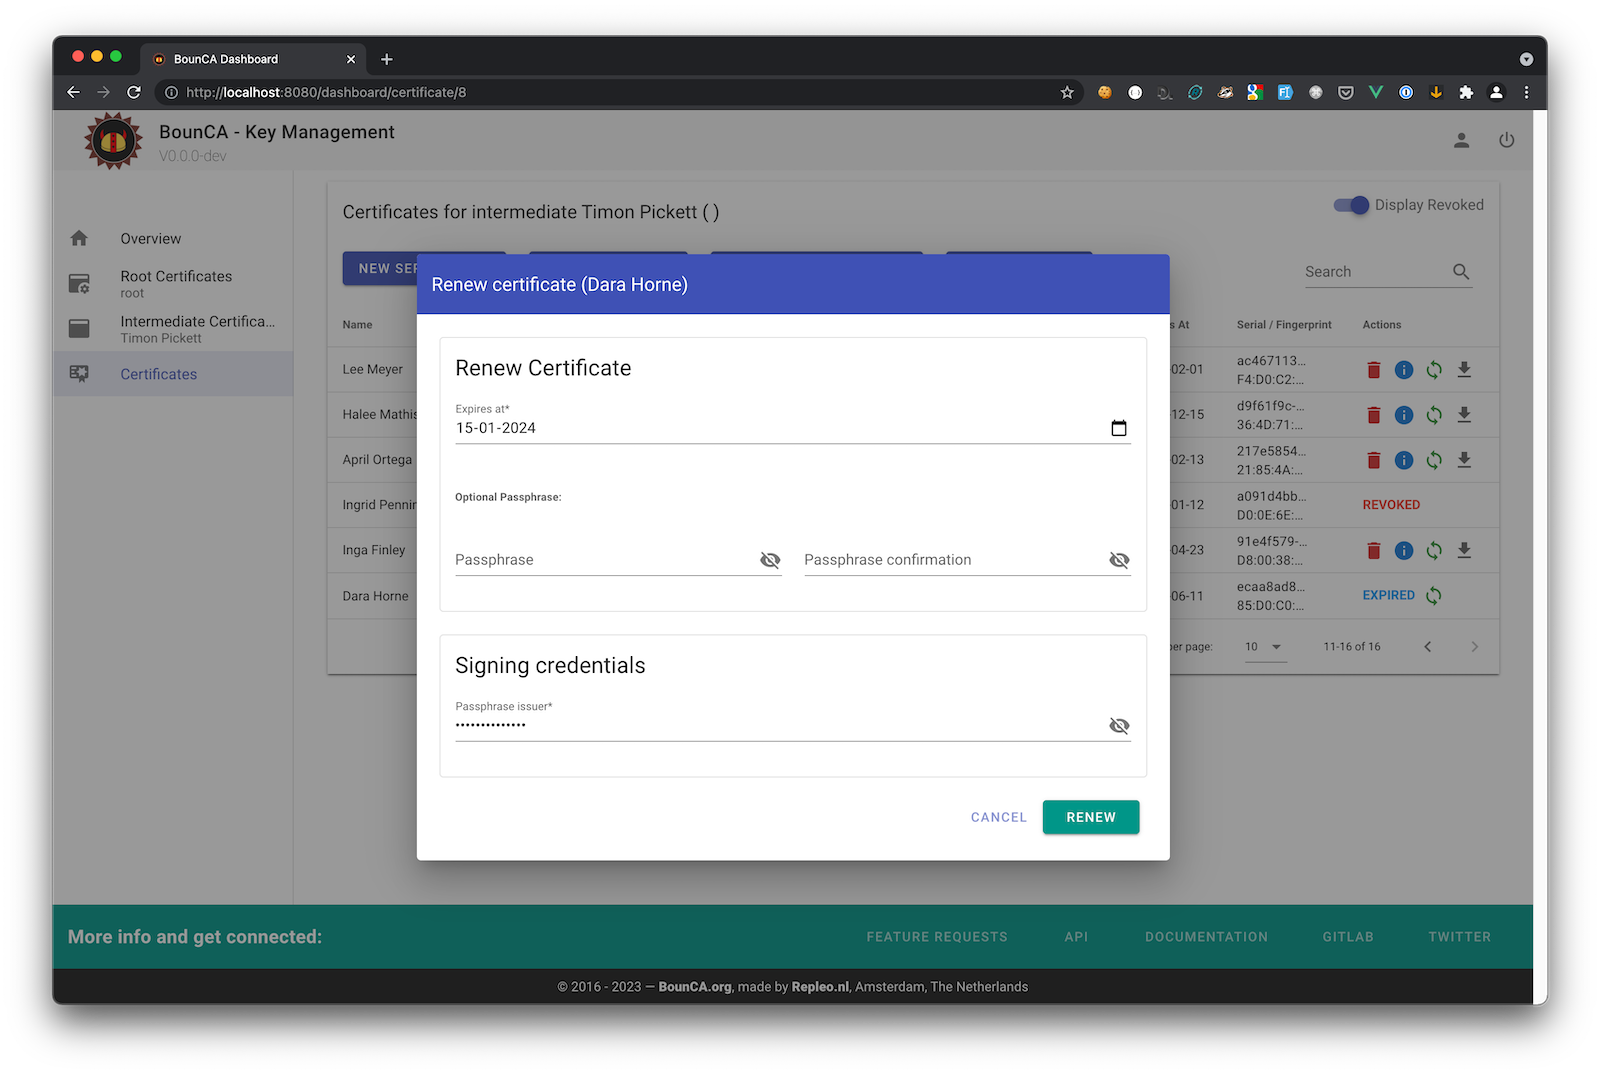 BounCA Dashboard
http://localhost:8080/dashboard/certificate/8
BounCA - Key Management
V0.0.0-dev
Overview
Root Certificates
root
Intermediate Certifica...
Timon Pickett
Certificates
Certificates for intermediate Timon Pickett ( )
Display Revoked
NEW SER
Search
Name
s At
Serial / Fingerprint
Actions
Lee Meyer
02-01
ac467113...
F4:D0:C2:...
Halee Mathis
12-15
d9f61f9c-...
36:4D:71:...
April Ortega
02-13
217e5854...
21:85:4A:...
Ingrid Pennin
01-12
a091d4bb...
D0:0E:6E:...
REVOKED
Inga Finley
04-23
91e4f579-...
D8:00:38:...
Dara Horne
06-11
ecaa8ad8...
85:D0:C0:...
EXPIRED
per page:
10
11-16 of 16
Renew certificate (Dara Horne)
Renew Certificate
Expires at*
15-01-2024
Optional Passphrase:
Passphrase
Passphrase confirmation
Signing credentials
Passphrase issuer*
••••••••••••••
CANCEL
RENEW
More info and get connected:
FEATURE REQUESTS
API
DOCUMENTATION
GITLAB
TWITTER
© 2016 - 2023 — BounCA.org, made by Repleo.nl, Amsterdam, The Netherlands